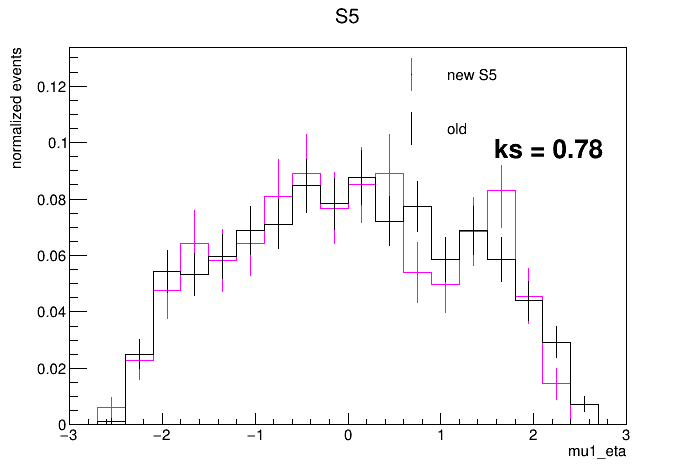 S5
normalized events
new S5
old
ks = 0.78
0.12
0.1
0.08
0.06
0.04
0.02
0
−3
−2
−1
0
1
2
3
mu1_eta